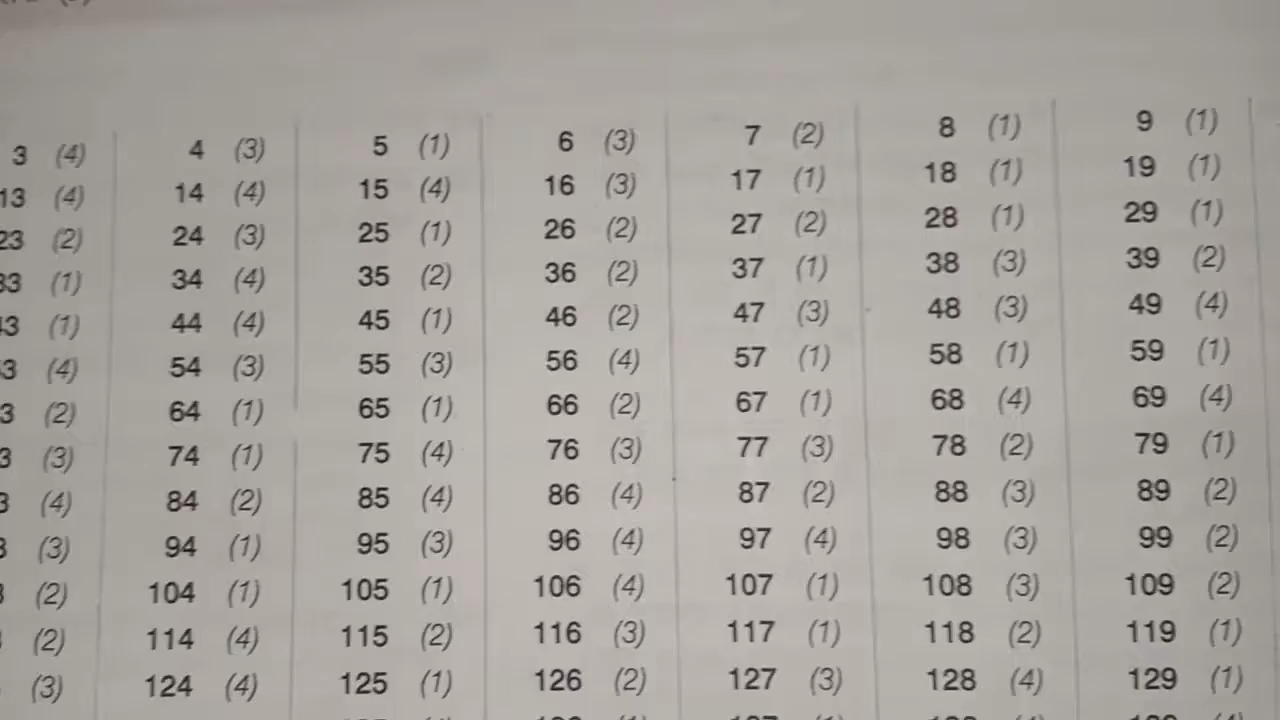 3 (4) 4 (3) 5 (1) 6 (3) 7 (2) 8 (1) 9 (1)
13 (4) 14 (4) 15 (4) 16 (3) 17 (1) 18 (1) 19 (1)
23 (2) 24 (3) 25 (1) 26 (2) 27 (2) 28 (1) 29 (1)
33 (1) 34 (4) 35 (2) 36 (2) 37 (1) 38 (3) 39 (2)
(1) 44 (4) 45 (1) 46 (2) 47 (3) 48 (3) 49 (4)
(4) 54 (3) 55 (3) 56 (4) 57 (1) 58 (1) 59 (1)
(2) 64 (1) 65 (1) 66 (2) 67 (1) 68 (4) 69 (4)
(3) 74 (1) 75 (4) 76 (3) 77 (3) 78 (2) 79 (1)
(4) 84 (2) 85 (4) 86 (4) 87 (2) 88 (3) 89 (2)
(3) 94 (1) 95 (3) 96 (4) 97 (4) 98 (3) 99 (2)
(2) 104 (1) 105 (1) 106 (4) 107 (1) 108 (3) 109 (2)
(2) 114 (4) 115 (2) 116 (3) 117 (1) 118 (2) 119 (1)
(3) 124 (4) 125 (1) 126 (2) 127 (3) 128 (4) 129 (1)